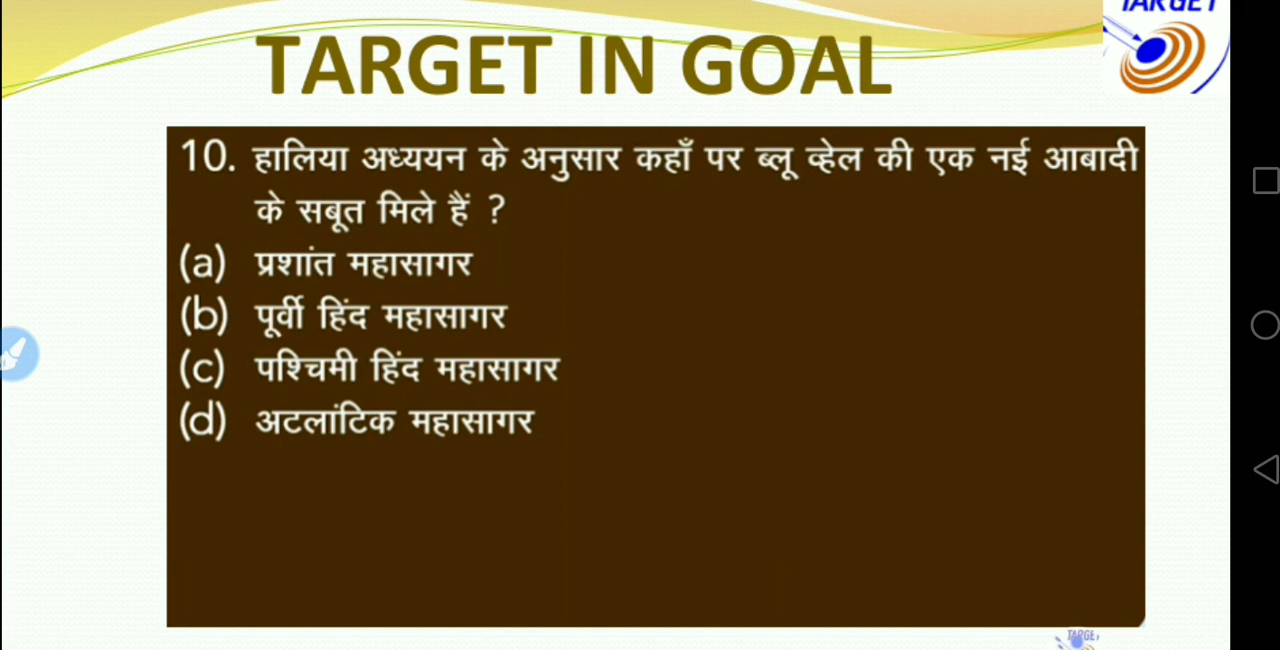 TARGET
TARGET IN GOAL
10. हालिया अध्ययन के अनुसार कहाँ पर ब्लू व्हेल की एक नई आबादी
के सबूत मिले हैं ?
(a) प्रशांत महासागर
(b) पूर्वी हिंद महासागर
(c) पश्चिमी हिंद महासागर
(d) अटलांटिक महासागर